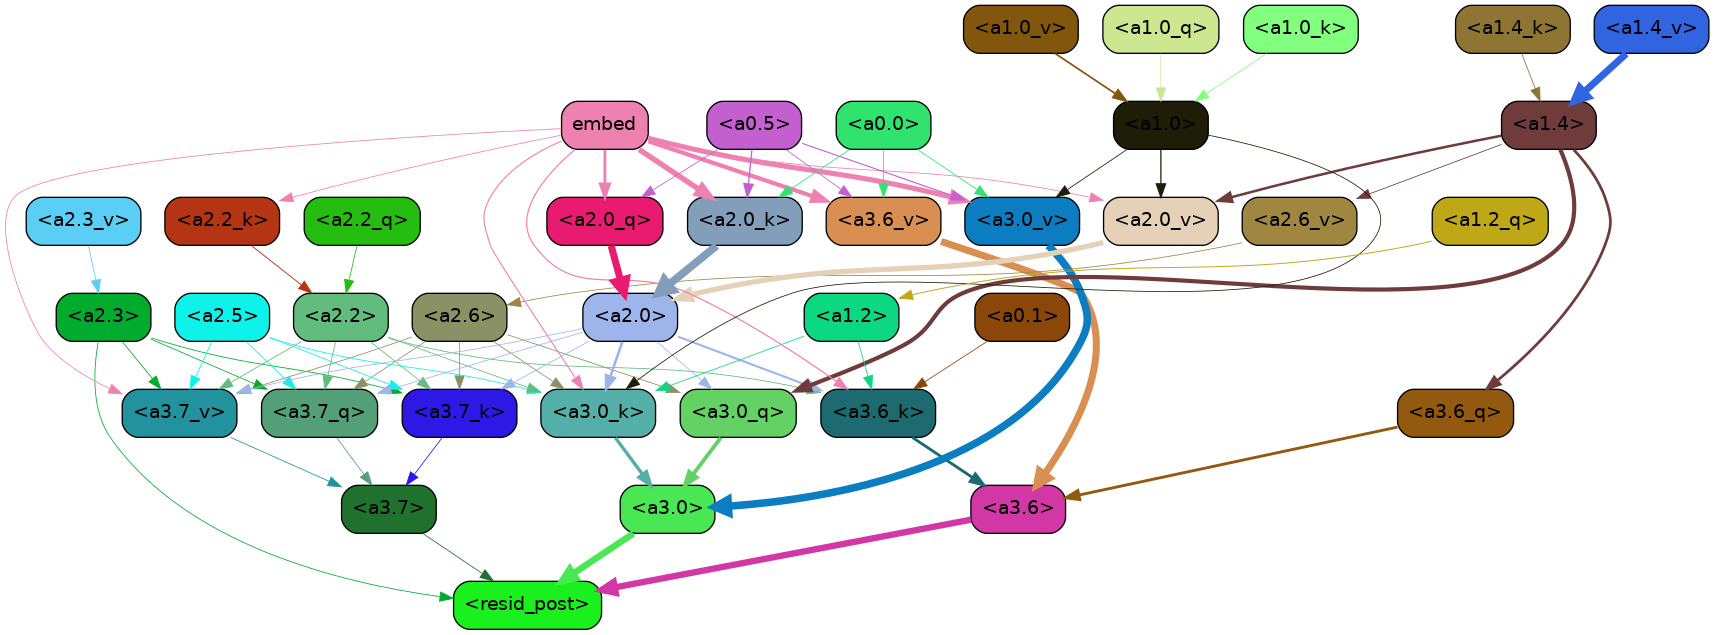 <a1.0_v> <a1.0_q> <a1.0_k> <a1.4_k> <a1.4_v>
embed <a0.5> <a0.0> <a1.0> <a1.4>
<a2.3_v> <a2.2_k> <a2.2_q> <a2.0_q> <a2.0_k> <a3.6_v> <a3.0_v> <a2.0_v> <a2.6_v> <a1.2_q>
<a2.3> <a2.5> <a2.2> <a2.6> <a2.0> <a1.2> <a0.1>
<a3.7_v> <a3.7_q> <a3.7_k> <a3.0_k> <a3.0_q> <a3.6_k> <a3.6_q>
<a3.7> <a3.0> <a3.6>
<resid_post>